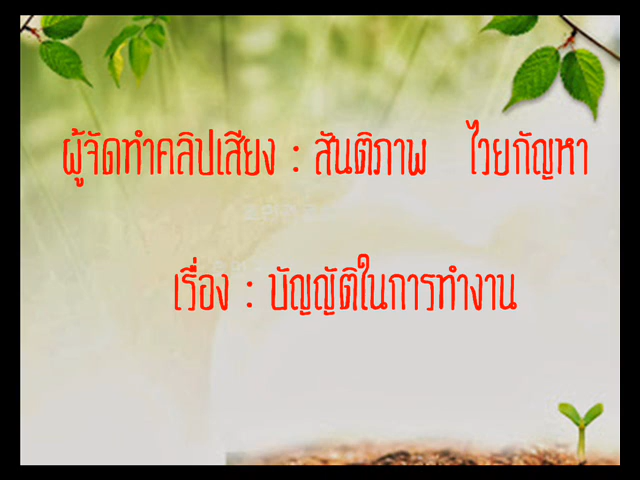 ผู้จัดทำคลิปเสียง : สันติภาพ ไวยกัญหา
เรื่อง : บัญญัติในการทำงาน